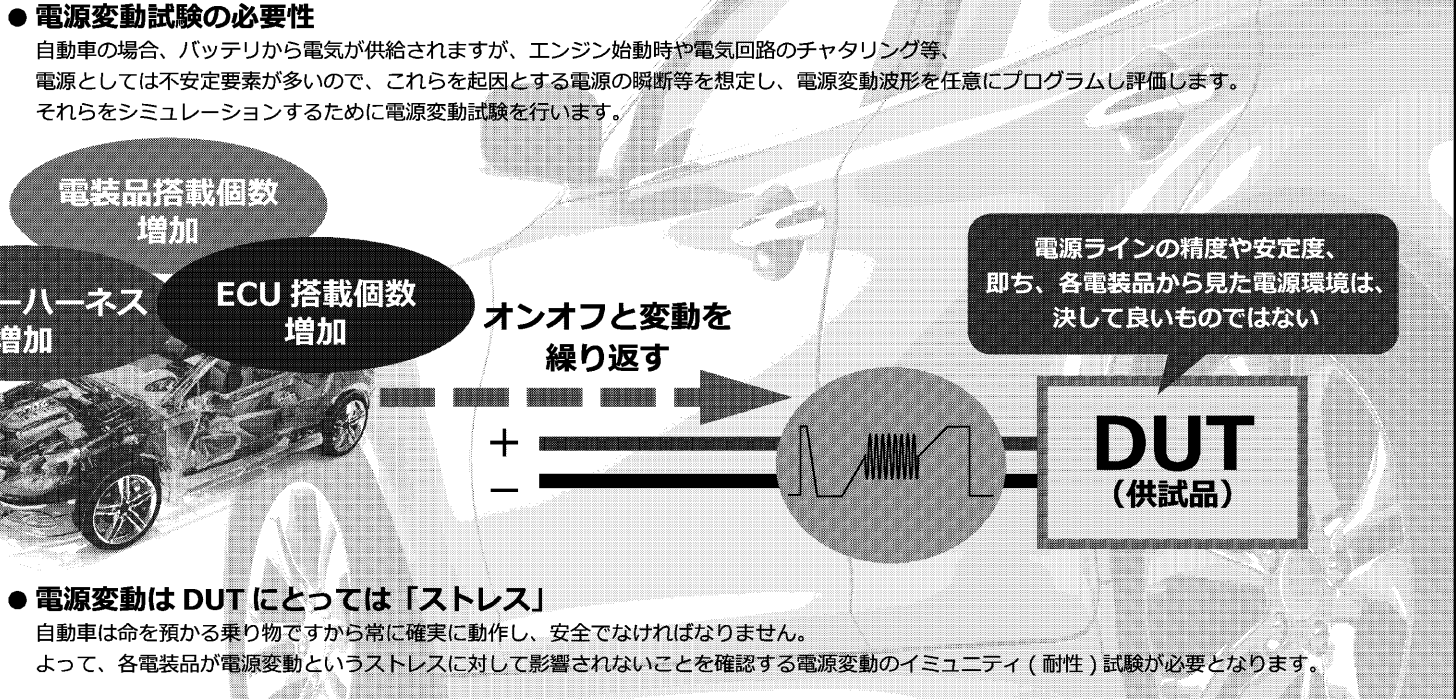 ● 電源変動試験の必要性
自動車の場合、バッテリから電気が供給されますが、エンジン始動時や電気回路のチャタリング等、
電源としては不安定要素が多いので、これらを起因とする電源の瞬断等を想定し、電源変動波形を任意にプログラムし評価します。
それらをシミュレーションするために電源変動試験を行います。
電装品搭載個数
増加
ーハーネス
増加
ECU 搭載個数
増加
オンオフと変動を
繰り返す
+
−
電源ラインの精度や安定度、
即ち、各電装品から見た電源環境は、
決して良いものではない
DUT
（供試品）
● 電源変動は DUT にとっては「ストレス」
自動車は命を預かる乗り物ですから常に確実に動作し、安全でなければなりません。
よって、各電装品が電源変動というストレスに対して影響されないことを確認する電源変動のイミュニティ ( 耐性 ) 試験が必要となります。